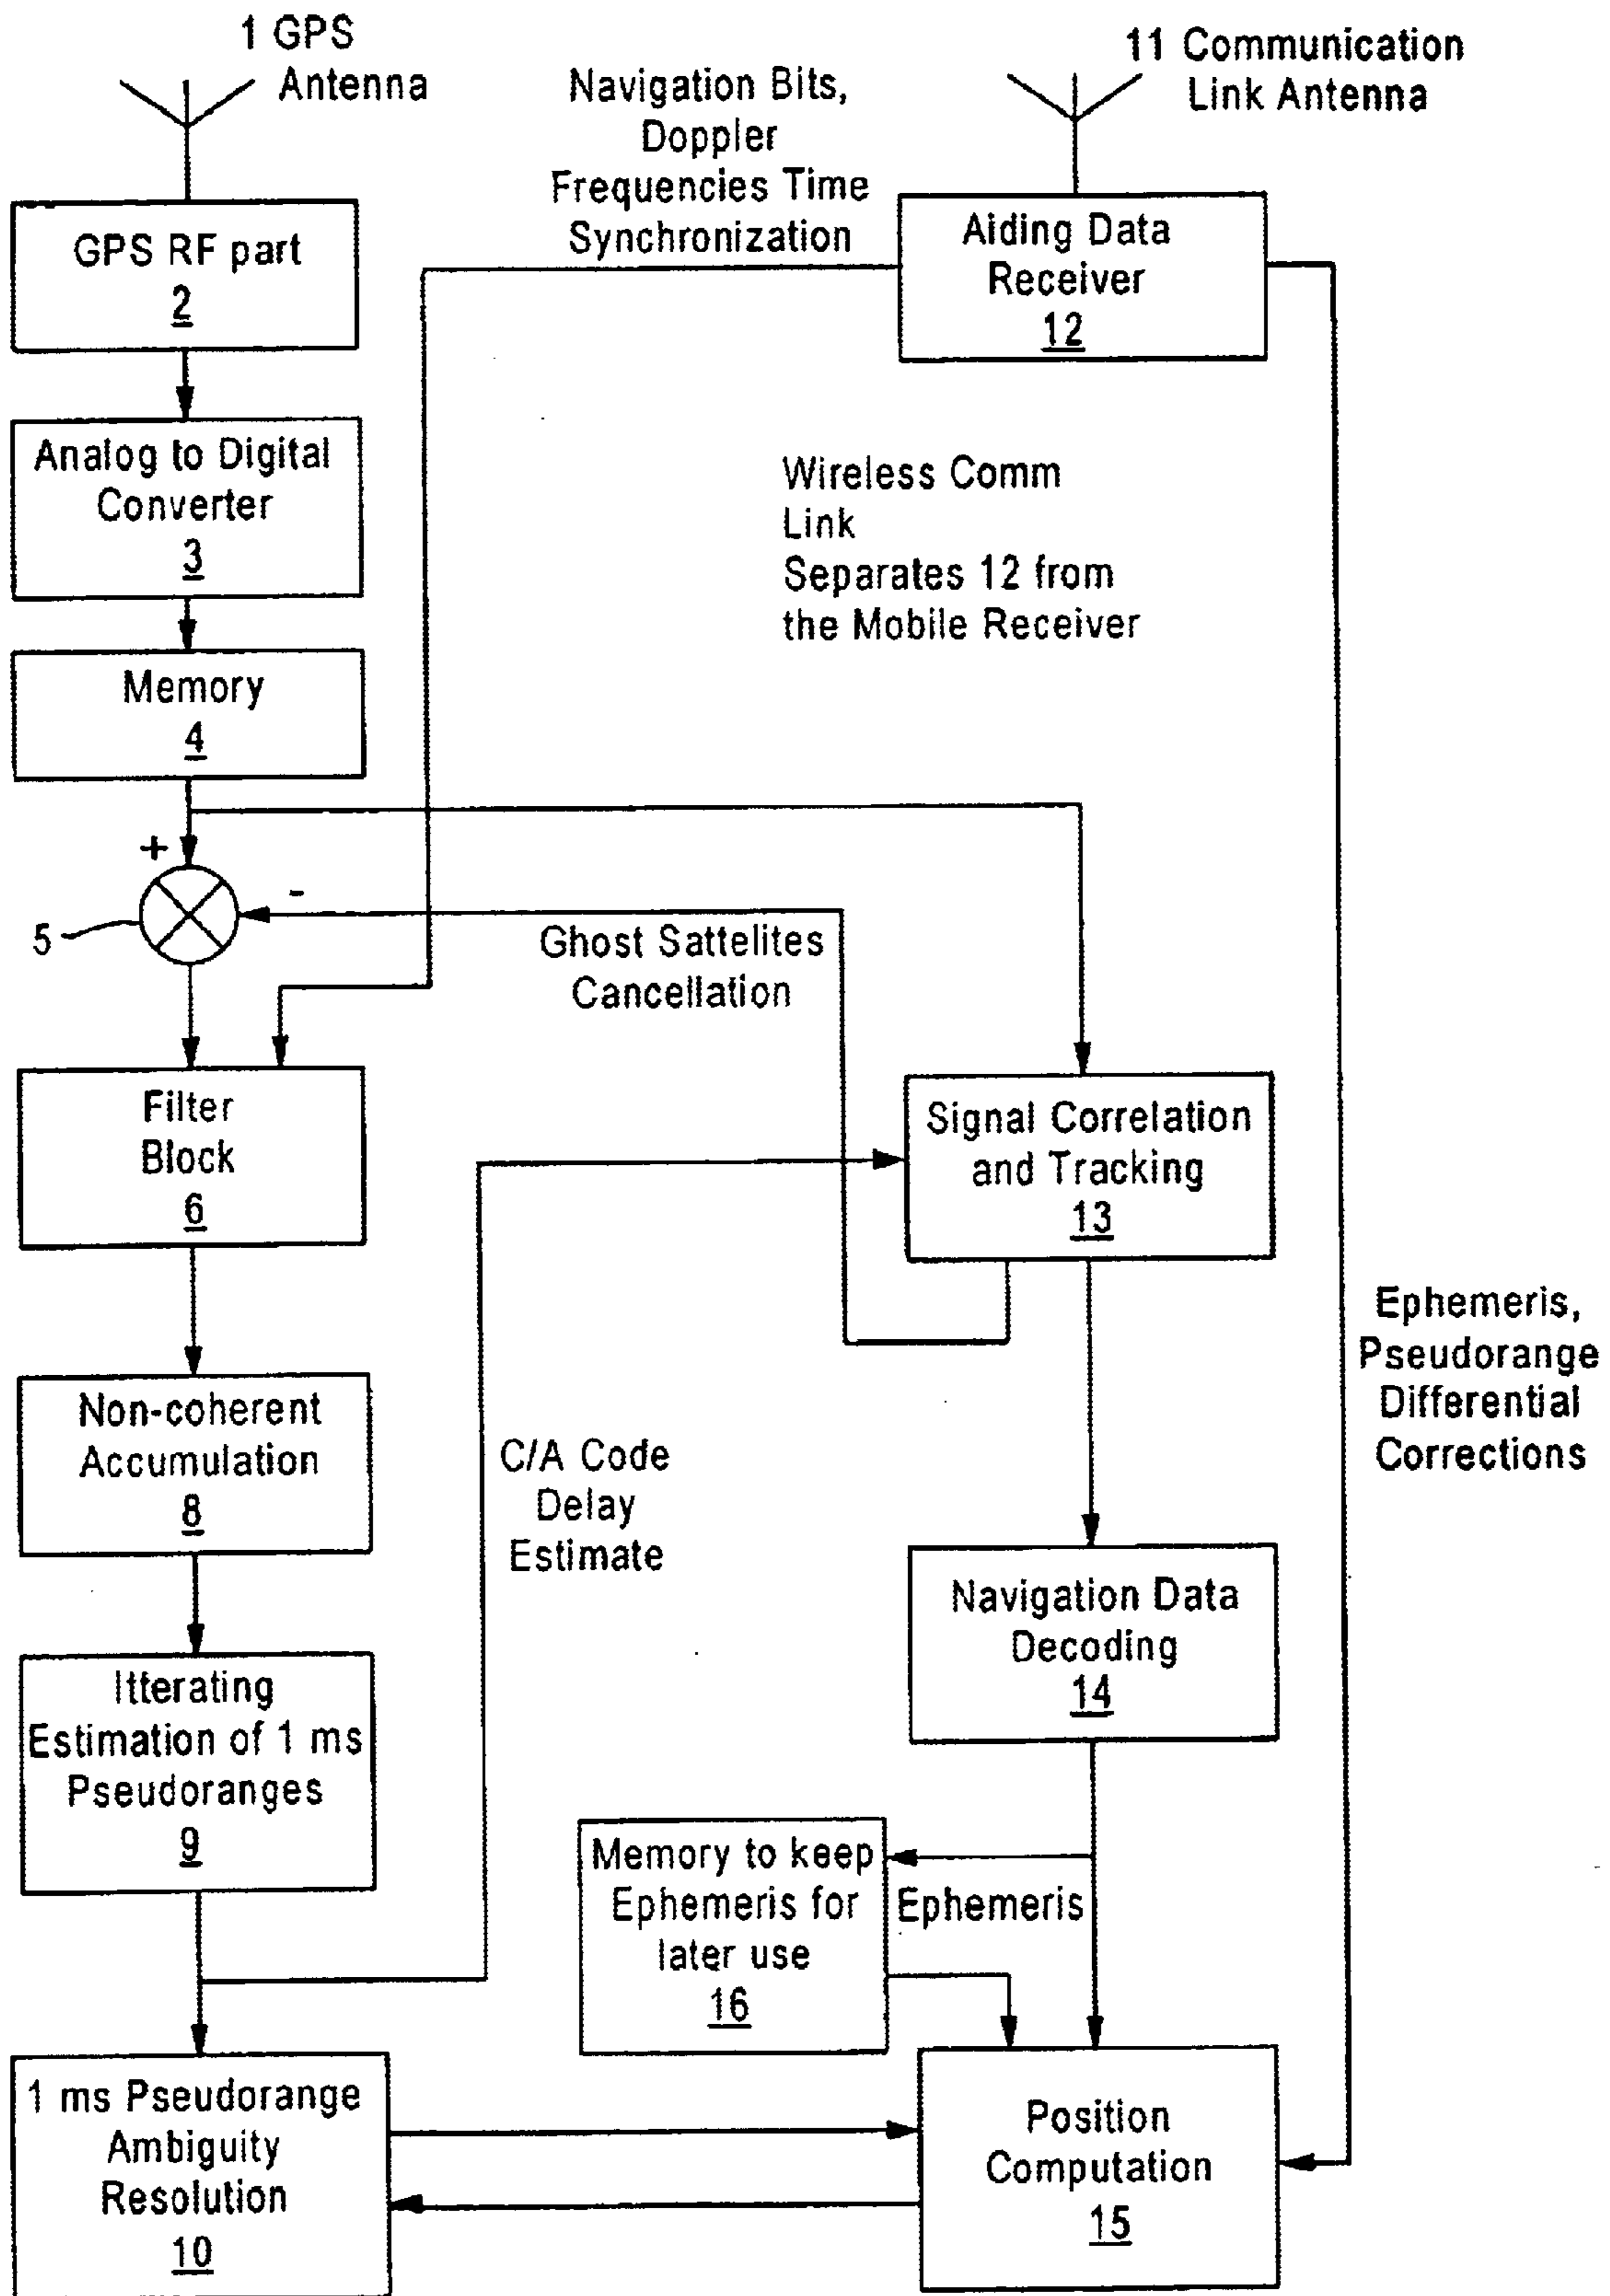 1 GPS
Antenna
11 Communication
Link Antenna
Navigation Bits,
Doppler
Frequencies Time
Synchronization
GPS RF part
2
Aiding Data
Receiver
12
Analog to Digital
Converter
3
Wireless Comm
Link
Separates 12 from
the Mobile Receiver
Memory
4
+
-
5
Ghost Sattelites
Cancellation
Filter
Block
6
Signal Correlation
and Tracking
13
Ephemeris,
Pseudorange
Differential
Corrections
Non-coherent
Accumulation
8
C/A Code
Delay
Estimate
Navigation Data
Decoding
14
Itterating
Estimation of 1 ms
Pseudoranges
9
Memory to keep
Ephemeris for
later use
16
Ephemeris
1 ms Pseudorange
Ambiguity
Resolution
10
Position
Computation
15